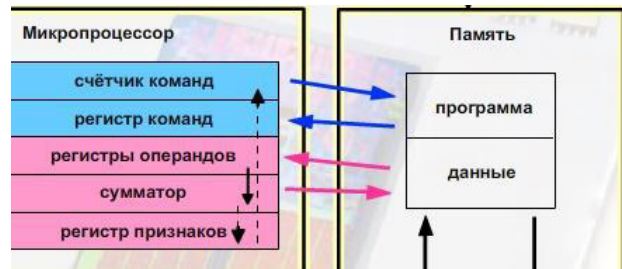 Микропроцессор
счётчик команд
регистр команд
регистры операндов
сумматор
регистр признаков
Память
программа
данные